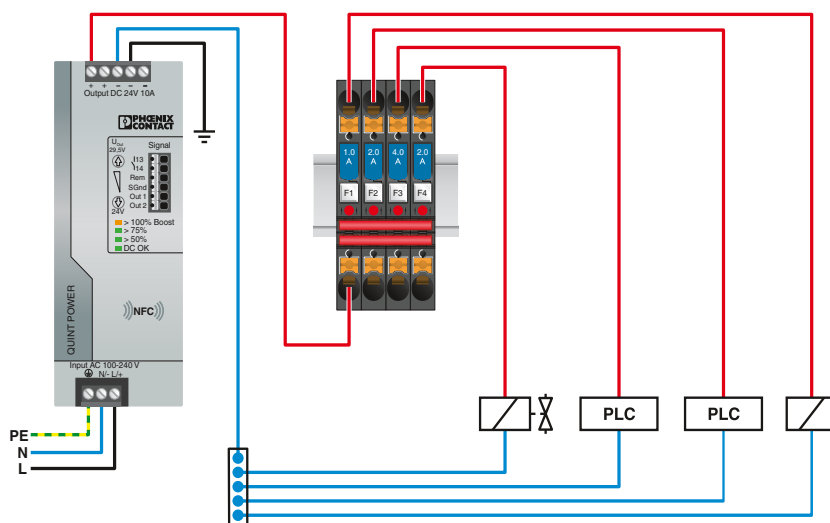 + + − − −
Output DC 24V 10A
PHŒNIX
CONTACT
UOut
29,5V
Signal
13
14
Rem
SGnd
Out 1
Out 2
24V
> 100% Boost
> 75%
> 50%
DC OK
QUINT POWER
NFC
Input AC 100-240 V
N/- L/+
PE
N
L
1.0
A
2.0
A
4.0
A
2.0
A
F1
F2
F3
F4
PLC
PLC